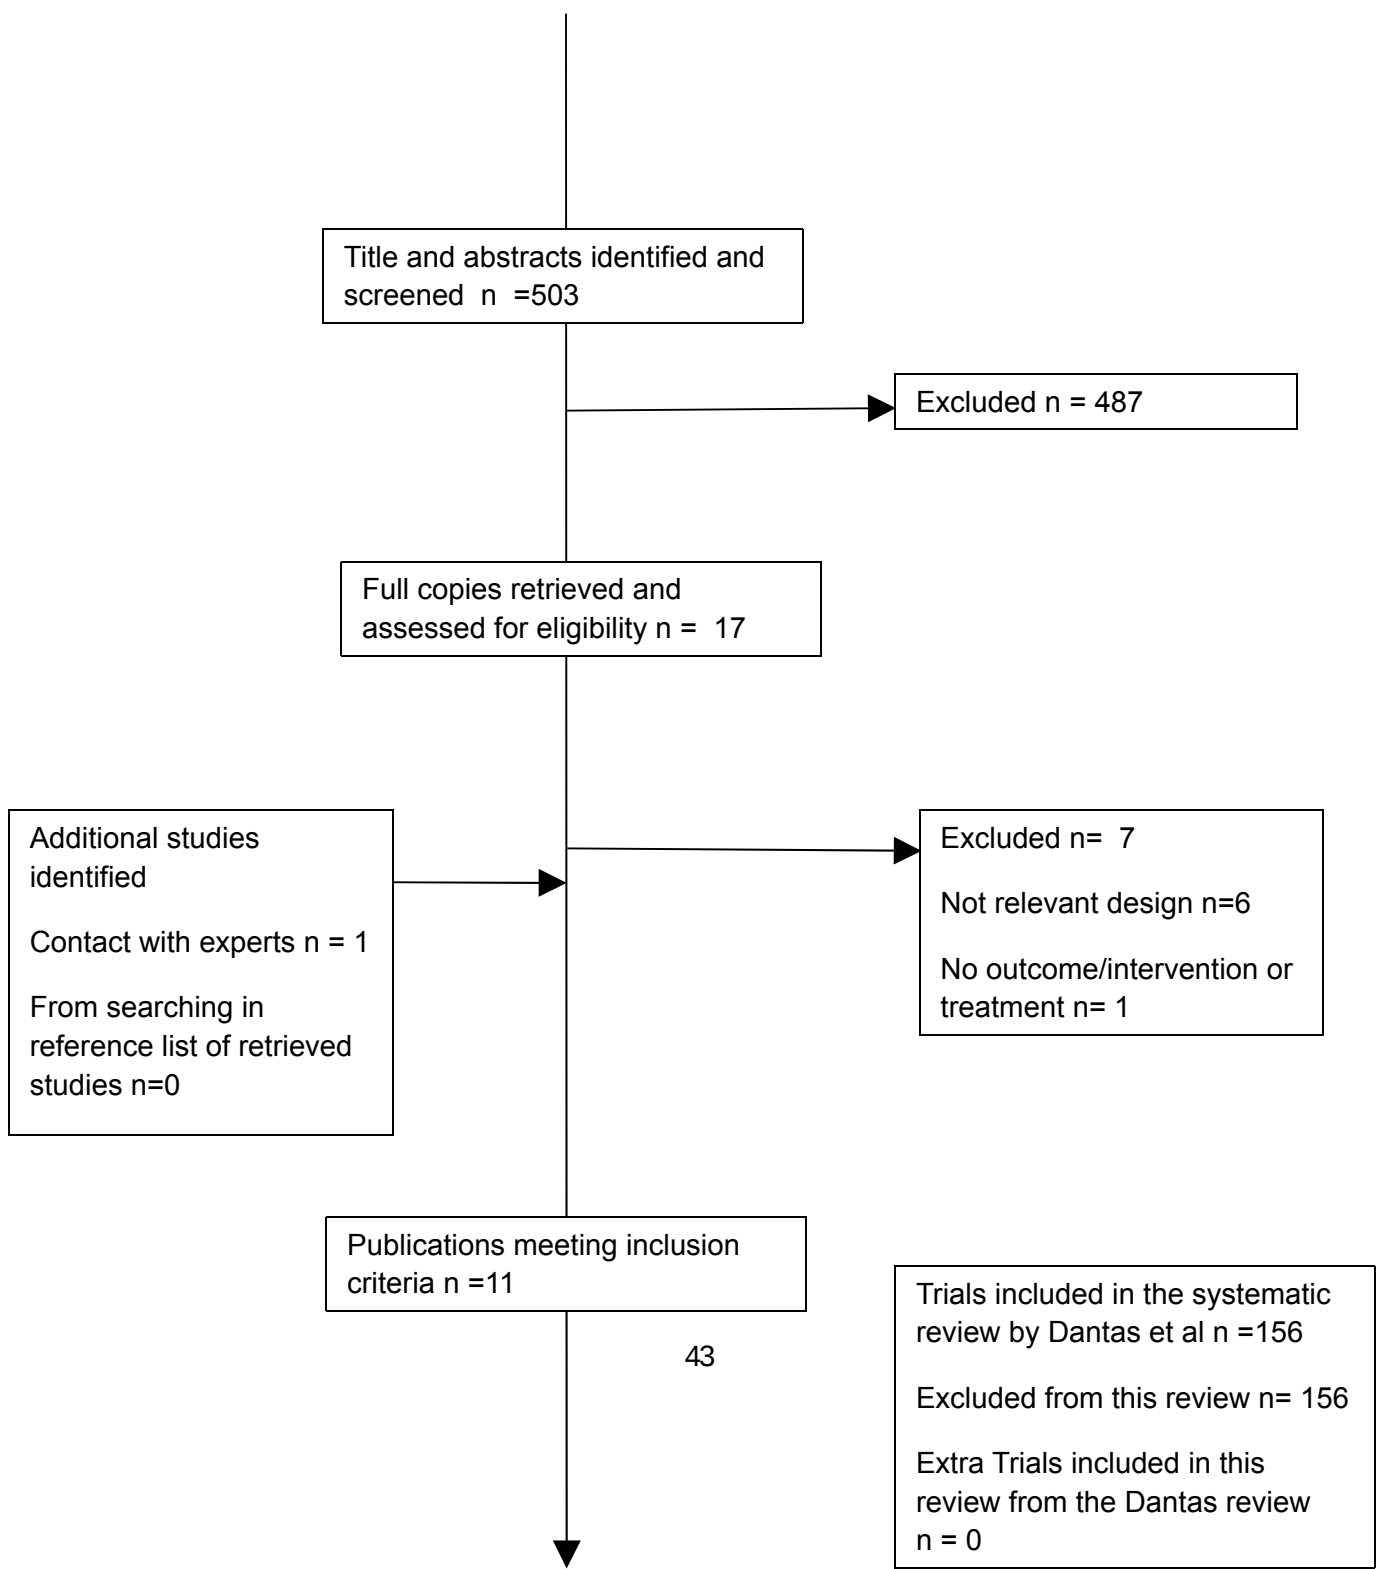 Title and abstracts identified and
screened n =503
Excluded n = 487
Full copies retrieved and
assessed for eligibility n = 17
Additional studies
identified
Contact with experts n = 1
From searching in
reference list of retrieved
studies n=0
Excluded n= 7
Not relevant design n=6
No outcome/intervention or
treatment n= 1
Publications meeting inclusion
criteria n =11
43
Trials included in the systematic
review by Dantas et al n =156
Excluded from this review n= 156
Extra Trials included in this
review from the Dantas review
n = 0